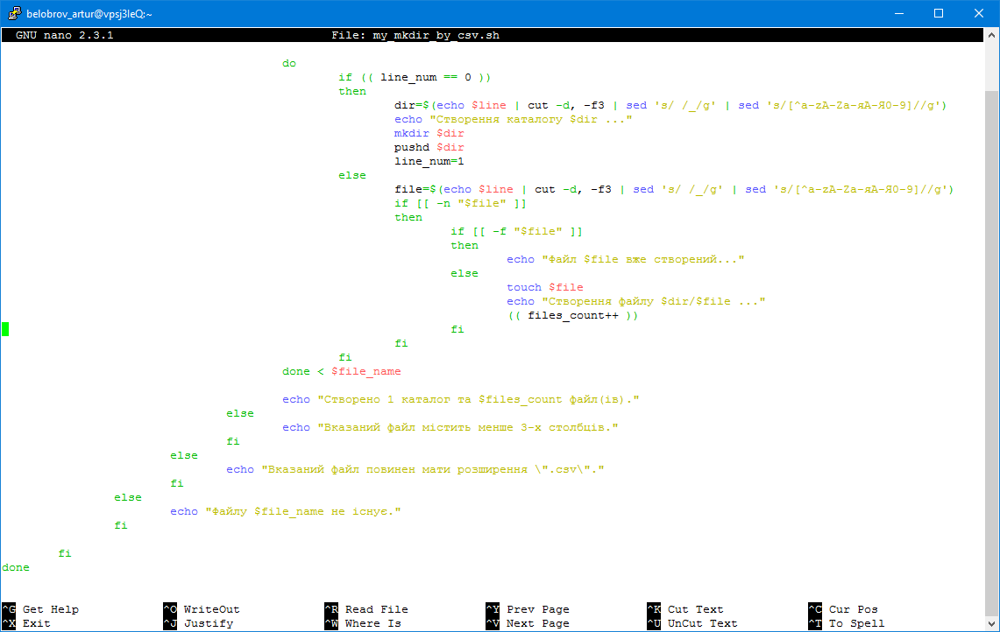 belobrov_artur@vpsj3leQ:~
GNU nano 2.3.1 File: my_mkdir_by_csv.sh
do
if (( line_num == 0 ))
then
dir=$(echo $line | cut -d, -f3 | sed 's/ /_/g' | sed 's/[^a-zA-Zа-яА-Я0-9]//g')
echo "Створення каталогу $dir ..."
mkdir $dir
pushd $dir
line_num=1
else
file=$(echo $line | cut -d, -f3 | sed 's/ /_/g' | sed 's/[^a-zA-Zа-яА-Я0-9]//g')
if [[ -n "$file" ]]
then
if [[ -f "$file" ]]
then
echo "Файл $file вже створений..."
else
touch $file
echo "Створення файлу $dir/$file ..."
(( files_count++ ))
fi
fi
fi
done < $file_name
echo "Створено 1 каталог та $files_count файл(ів)."
else
echo "Вказаний файл містить менше 3-х столбців."
fi
else
echo "Вказаний файл повинен мати розширення \".csv\"."
fi
else
echo "Файлу $file_name не існує."
fi
fi
done
^G Get Help ^O WriteOut ^R Read File ^Y Prev Page ^K Cut Text ^C Cur Pos
^X Exit ^J Justify ^W Where Is ^V Next Page ^U UnCut Text ^T To Spell